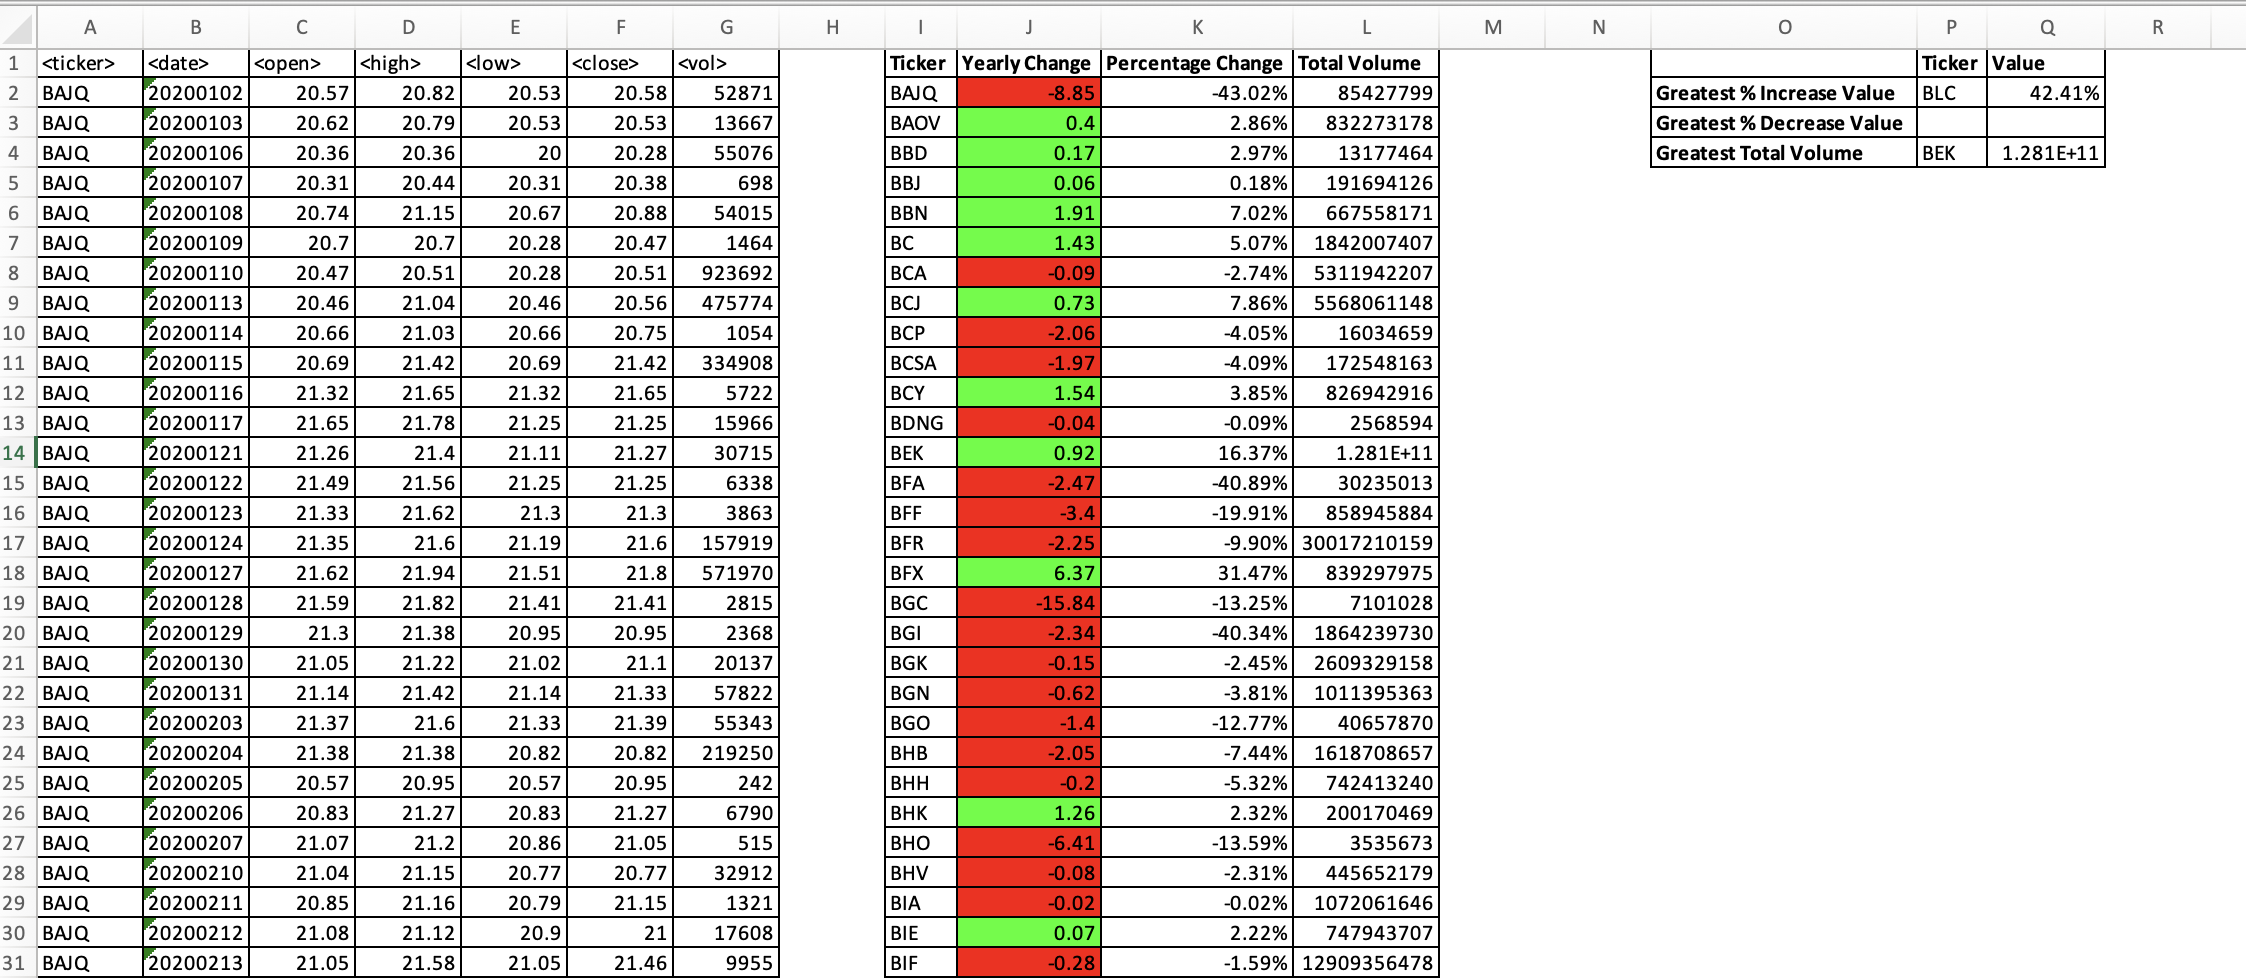 A B C D E F G H I J K L M N O P Q R
1 <ticker> <date> <open> <high> <low> <close> <vol> Ticker Yearly Change Percentage Change Total Volume Ticker Value
2 BAJQ 20200102 20.57 20.82 20.53 20.58 52871 BAJQ -8.85 -43.02% 85427799 Greatest % Increase Value BLC 42.41%
3 BAJQ 20200103 20.62 20.79 20.53 20.53 13667 BAOV 0.4 2.86% 832273178 Greatest % Decrease Value
4 BAJQ 20200106 20.36 20.36 20 20.28 55076 BBD 0.17 2.97% 13177464 Greatest Total Volume BEK 1.281E+11
5 BAJQ 20200107 20.31 20.44 20.31 20.38 698 BBJ 0.06 0.18% 191694126
6 BAJQ 20200108 20.74 21.15 20.67 20.88 54015 BBN 1.91 7.02% 667558171
7 BAJQ 20200109 20.7 20.7 20.28 20.47 1464 BC 1.43 5.07% 1842007407
8 BAJQ 20200110 20.47 20.51 20.28 20.51 923692 BCA -0.09 -2.74% 5311942207
9 BAJQ 20200113 20.46 21.04 20.46 20.56 475774 BCJ 0.73 7.86% 5568061148
10 BAJQ 20200114 20.66 21.03 20.66 20.75 1054 BCP -2.06 -4.05% 16034659
11 BAJQ 20200115 20.69 21.42 20.69 21.42 334908 BCSA -1.97 -4.09% 172548163
12 BAJQ 20200116 21.32 21.65 21.32 21.65 5722 BCY 1.54 3.85% 826942916
13 BAJQ 20200117 21.65 21.78 21.25 21.25 15966 BDNG -0.04 -0.09% 2568594
14 BAJQ 20200121 21.26 21.4 21.11 21.27 30715 BEK 0.92 16.37% 1.281E+11
15 BAJQ 20200122 21.49 21.56 21.25 21.25 6338 BFA -2.47 -40.89% 30235013
16 BAJQ 20200123 21.33 21.62 21.3 21.3 3863 BFF -3.4 -19.91% 858945884
17 BAJQ 20200124 21.35 21.6 21.19 21.6 157919 BFR -2.25 -9.90% 30017210159
18 BAJQ 20200127 21.62 21.94 21.51 21.8 571970 BFX 6.37 31.47% 839297975
19 BAJQ 20200128 21.59 21.82 21.41 21.41 2815 BGC -15.84 -13.25% 7101028
20 BAJQ 20200129 21.3 21.38 20.95 20.95 2368 BGI -2.34 -40.34% 1864239730
21 BAJQ 20200130 21.05 21.22 21.02 21.1 20137 BGK -0.15 -2.45% 2609329158
22 BAJQ 20200131 21.14 21.42 21.14 21.33 57822 BGN -0.62 -3.81% 1011395363
23 BAJQ 20200203 21.37 21.6 21.33 21.39 55343 BGO -1.4 -12.77% 40657870
24 BAJQ 20200204 21.38 21.38 20.82 20.82 219250 BHB -2.05 -7.44% 1618708657
25 BAJQ 20200205 20.57 20.95 20.57 20.95 242 BHH -0.2 -5.32% 742413240
26 BAJQ 20200206 20.83 21.27 20.83 21.27 6790 BHK 1.26 2.32% 200170469
27 BAJQ 20200207 21.07 21.2 20.86 21.05 515 BHO -6.41 -13.59% 3535673
28 BAJQ 20200210 21.04 21.15 20.77 20.77 32912 BHV -0.08 -2.31% 445652179
29 BAJQ 20200211 20.85 21.16 20.79 21.15 1321 BIA -0.02 -0.02% 1072061646
30 BAJQ 20200212 21.08 21.12 20.9 21 17608 BIE 0.07 2.22% 747943707
31 BAJQ 20200213 21.05 21.58 21.05 21.46 9955 BIF -0.28 -1.59% 12909356478